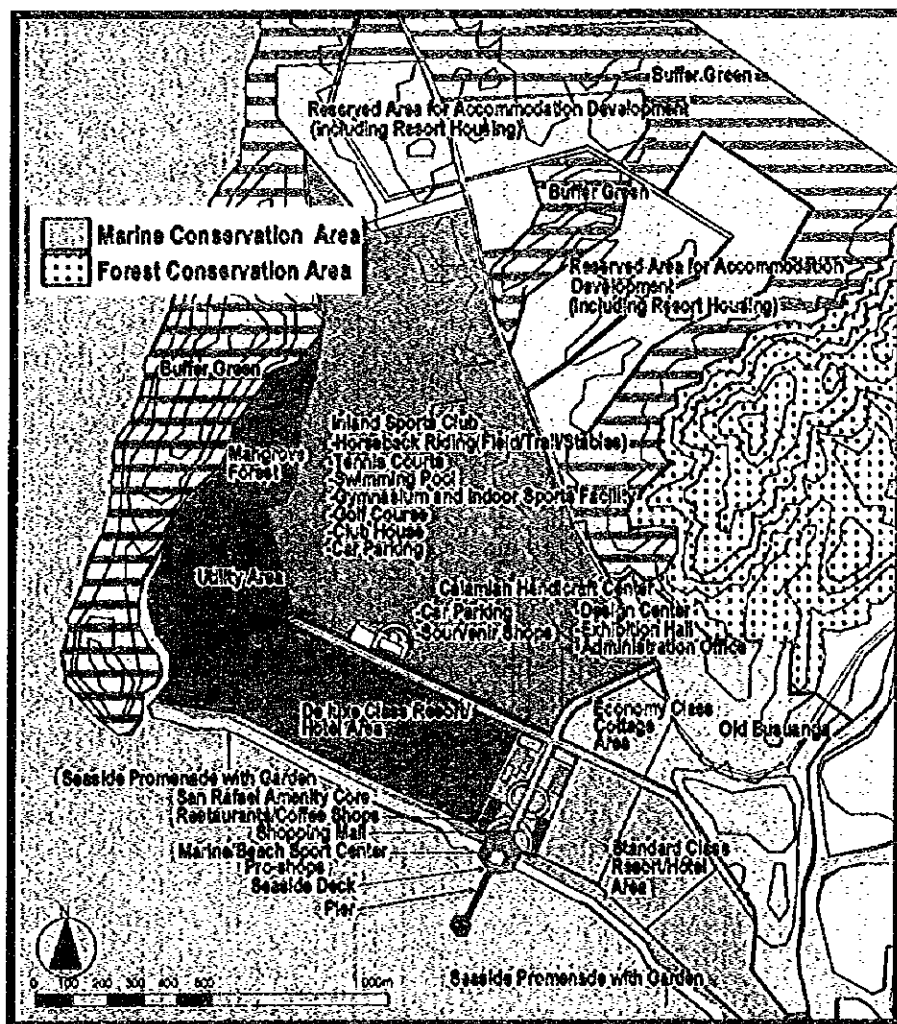 Buffer Green
Reserved Area for Accommodation Development
(including Resort Housing)
Buffer Green
Marine Conservation Area
Forest Conservation Area
Reserved Area for Accommodation
Development
(including Resort Housing)
Buffer Green
Mangrove
Forest
Inland Sports Club
-Horseback Riding(Field/Trail/Stables)
-Tennis Courts
-Swimming Pool
-Gymnasium and Indoor Sports Facility
-Golf Course
-Club House
-Car Parking
Utility Area
Calamian Handicraft Center
-Car Parking
-Sourvenir Shops
-Design Center
-Exhibition Hall
-Administration Office
De luxe Class Resort/
Hotel Area
Economy Class
Cottage
Area
Old Busuanga
Seaside Promenade with Garden
San Rafael Amenity Core
Restaurants/Coffee Shops
Shopping Mall
Marine/Beach Sport Center
Pro-shops
Seaside Deck
Pier
Standard Class
Resort/Hotel
Area
N
0 100 200 300 400 500 1000m
Seaside Promenade with Garden